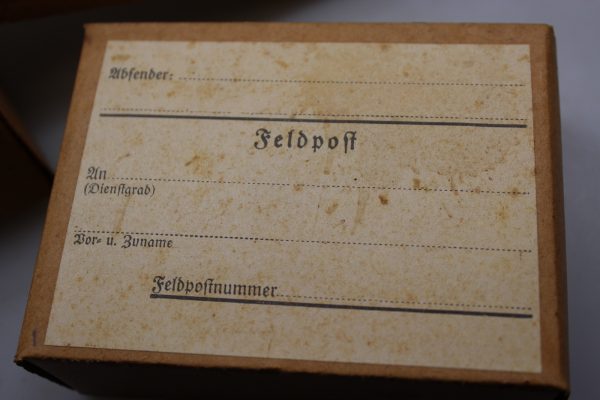 Absender:
Feldpost
An
(Dienstgrad)
Vor- u. Zuname
Feldpostnummer